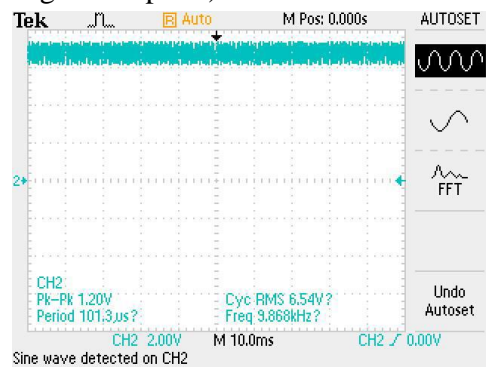 Tek R Auto M Pos: 0.000s AUTOSET
2
FFT
CH2
Pk-Pk 1.20V Cyc RMS 6.54V?
Period 101.3µs? Freq 9.868kHz?
Undo
Autoset
CH2 2.00V M 10.0ms CH2 / 0.00V
Sine wave detected on CH2